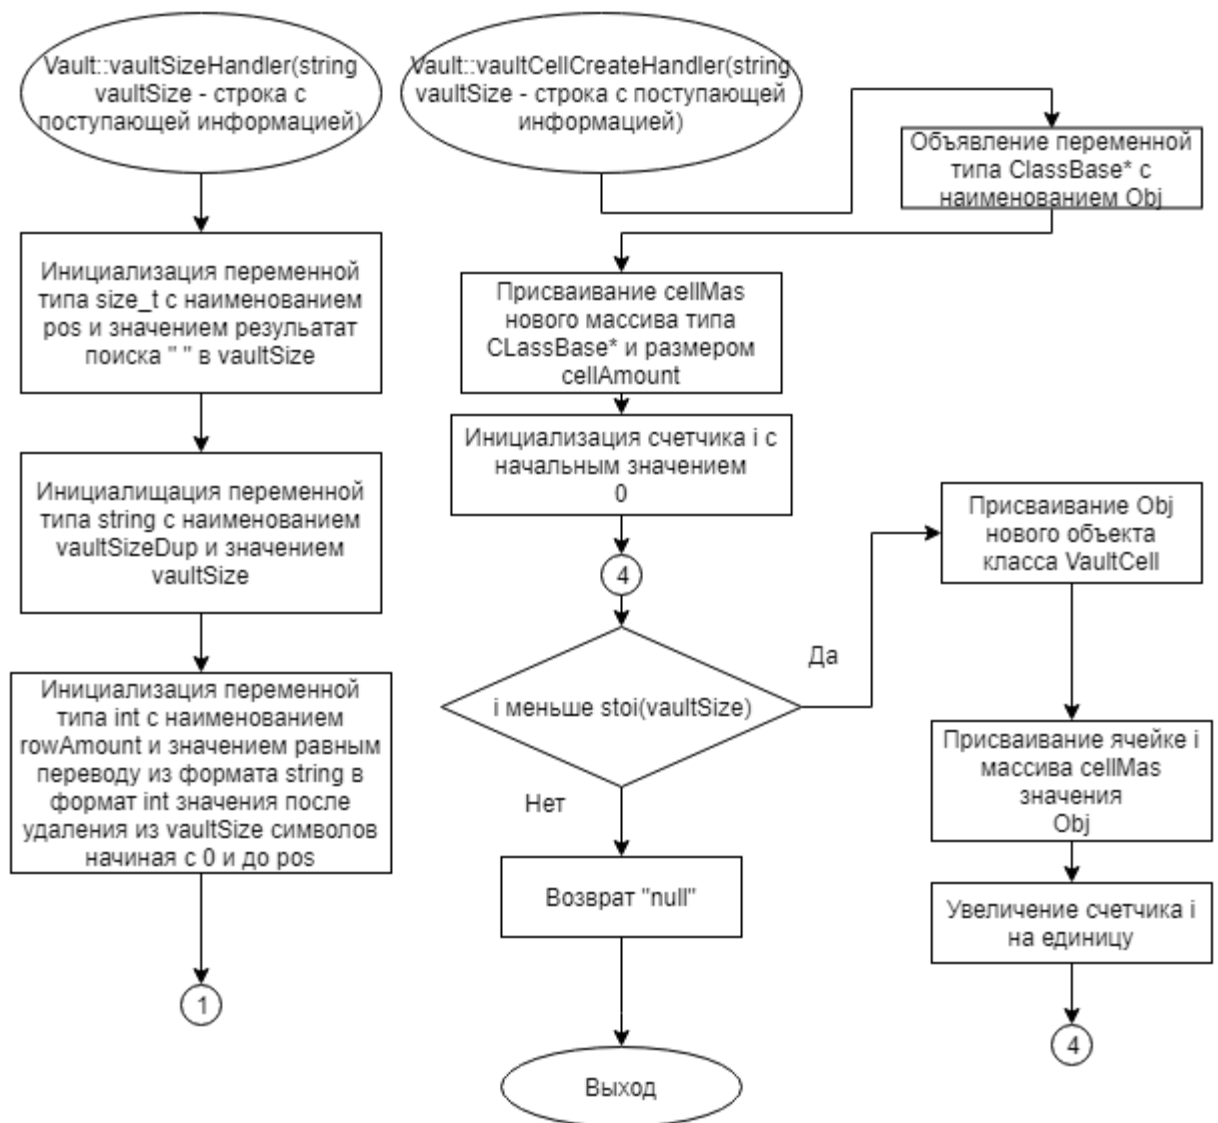 Vault::vaultSizeHandler(string
vaultSize - строка с
поступающей информацией)
Инициализация переменной
типа size_t с наименованием
pos и значением резульатат
поиска " " в vaultSize
Инициалищация переменной
типа string с наименованием
vaultSizeDup и значением
vaultSize
Инициализация переменной
типа int с наименованием
rowAmount и значением равным
переводу из формата string в
формат int значения после
удаления из vaultSize символов
начиная с 0 и до pos
1
Vault::vaultCellCreateHandler(string
vaultSize - строка с поступающей
информацией)
Объявление переменной
типа ClassBase* с
наименованием Obj
Присваивание cellMas
нового массива типа
CLassBase* и размером
cellAmount
Инициализация счетчика i с
начальным значением
0
4
i меньше stoi(vaultSize)
Да
Нет
Возврат "null"
Выход
Присваивание Obj
нового объекта
класса VaultCell
Присваивание ячейке i
массива cellMas
значения
Obj
Увеличение счетчика i
на единицу
4